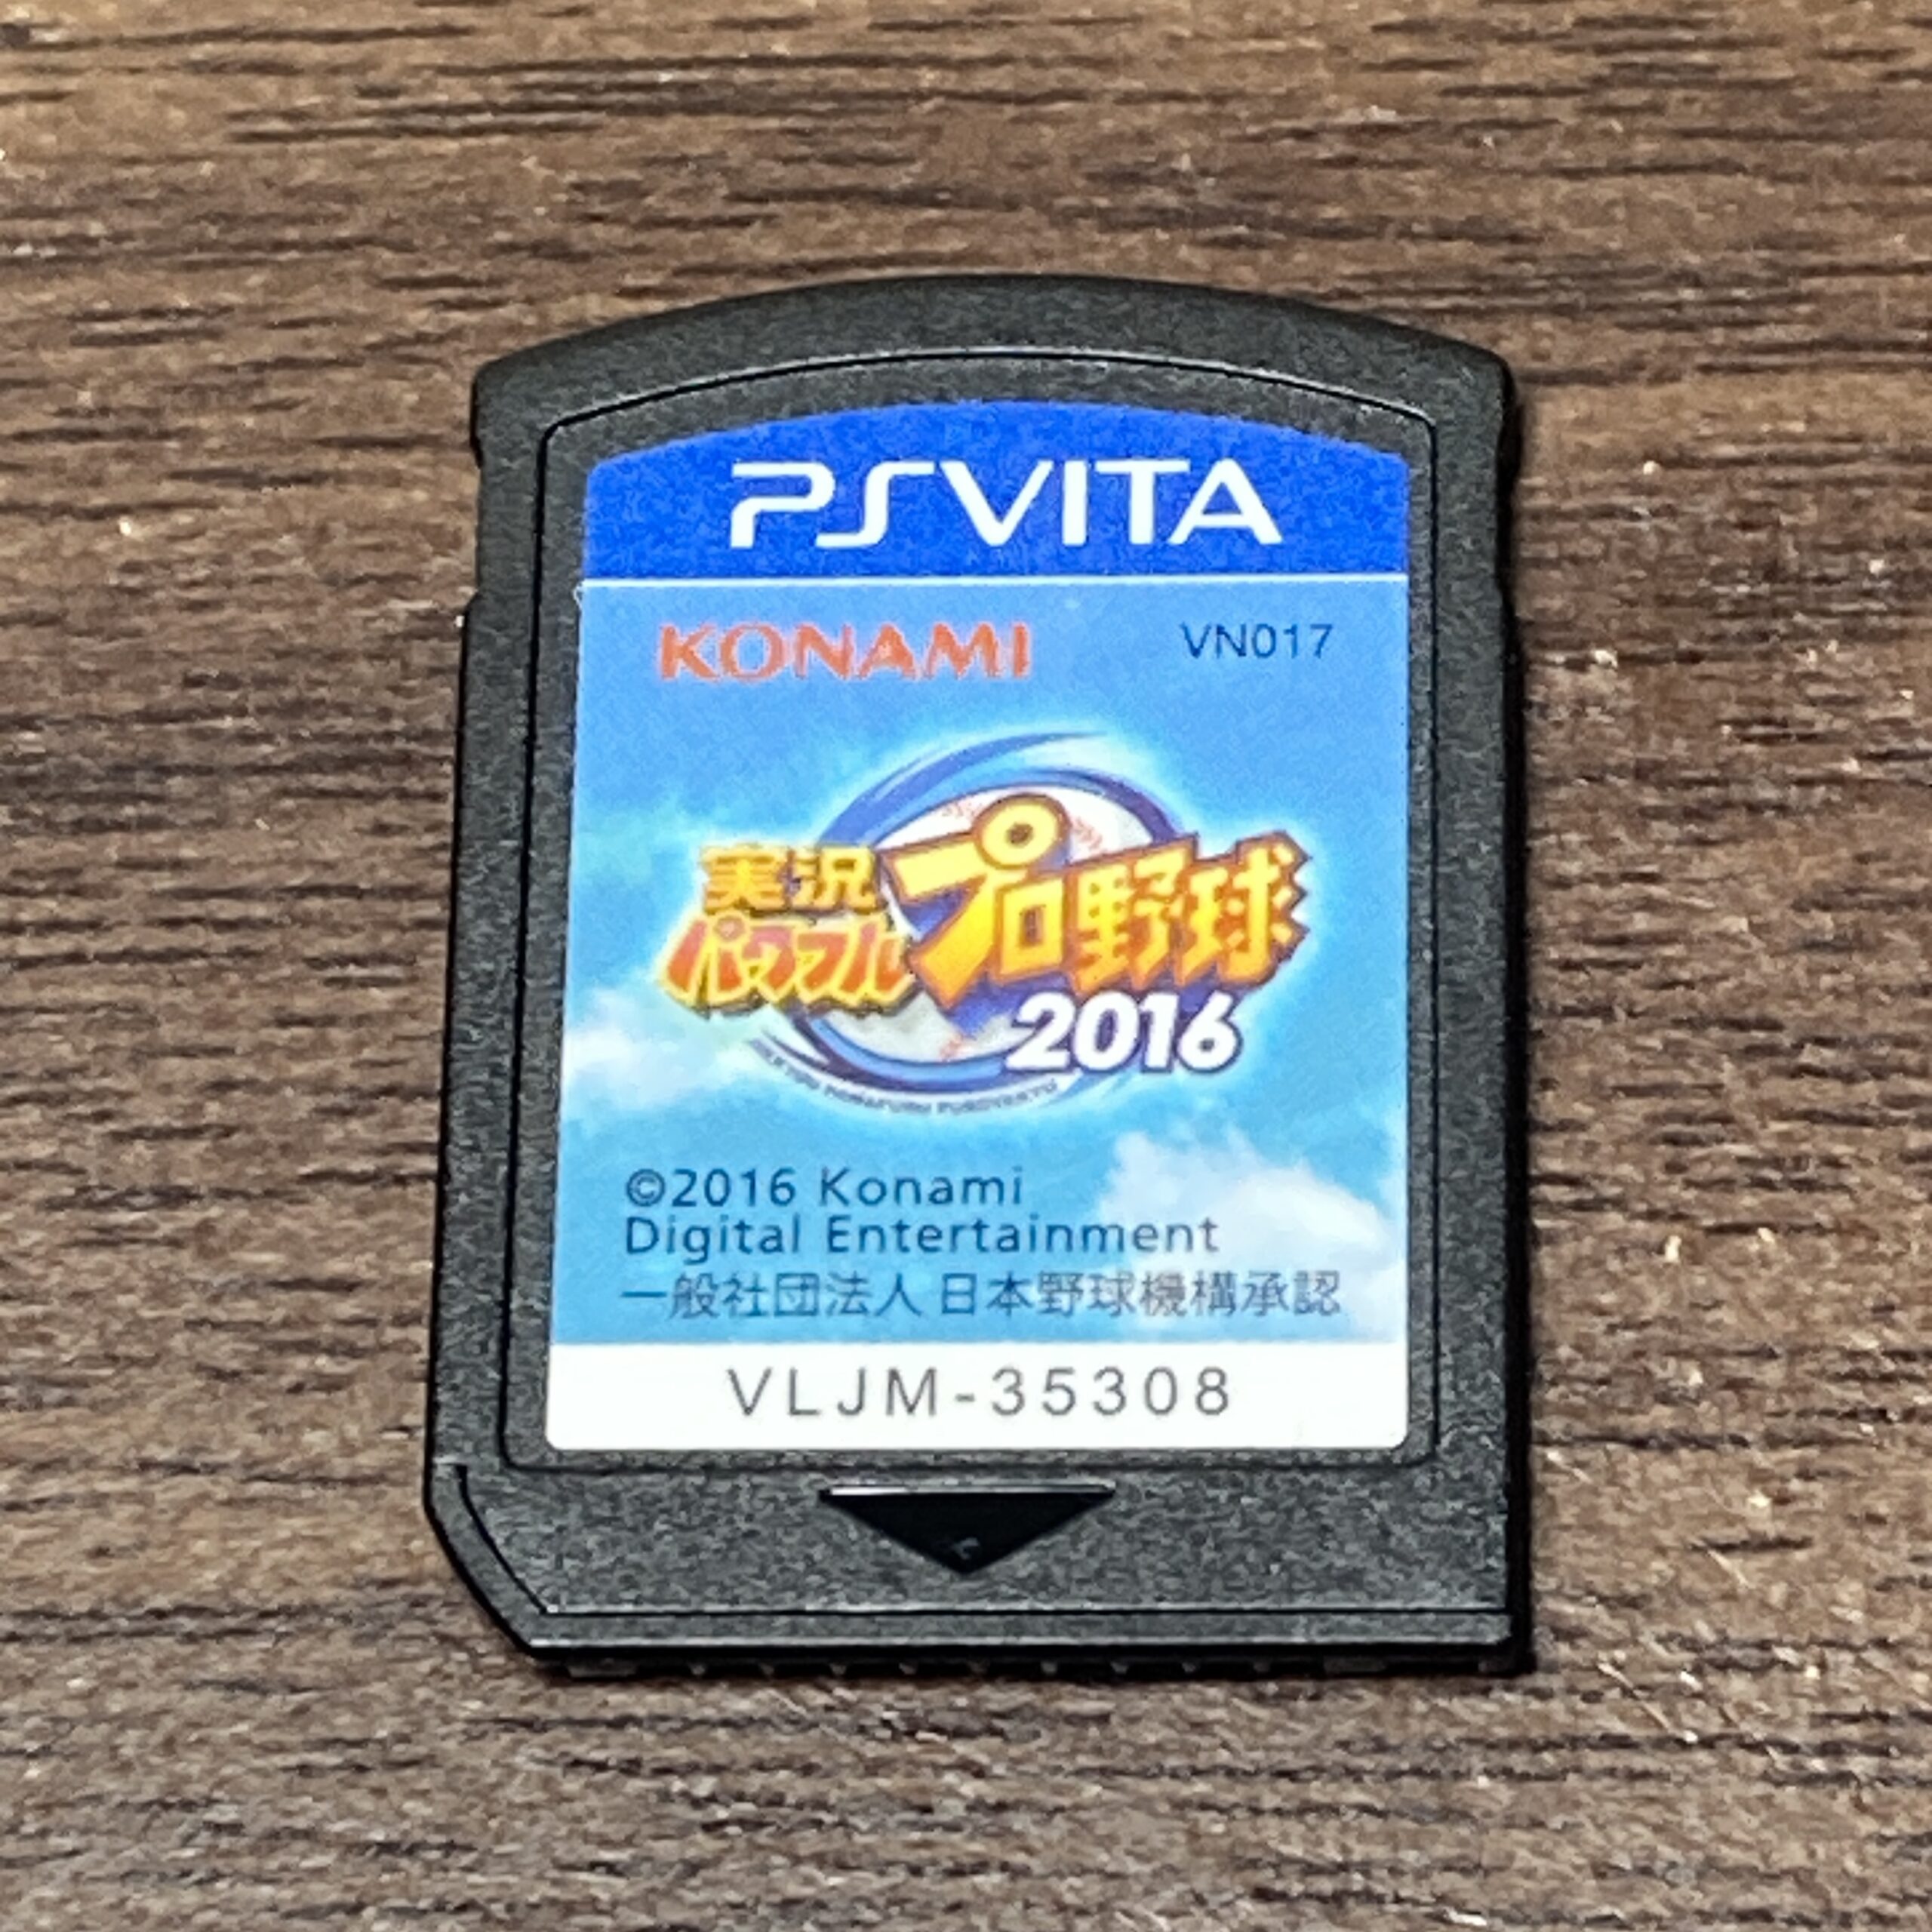 PSVITA
KONAMI VN017
実況
パワフル
プロ野球
2016
©2016 Konami
Digital Entertainment
一般社団法人 日本野球機構承認
VLJM-35308